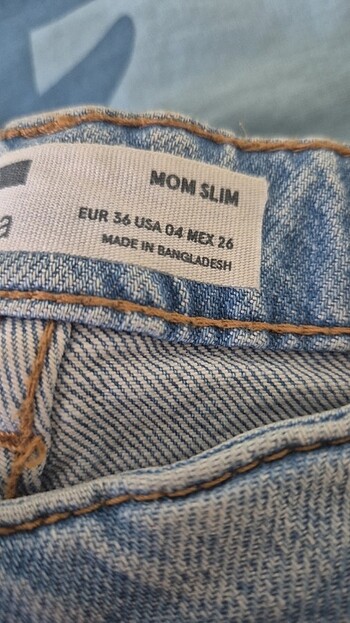 MOM SLIM
EUR 36 USA 04 MEX 26
MADE IN BANGLADESH
a